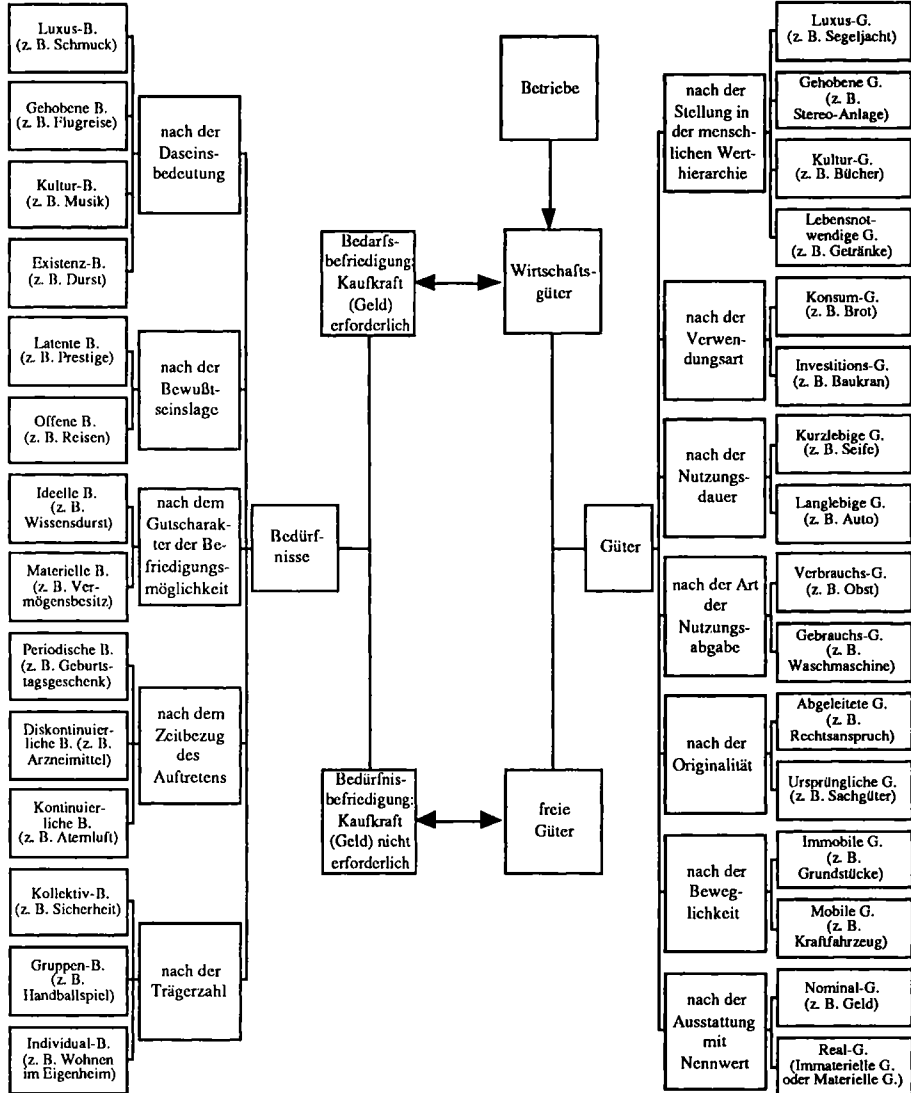 Luxus-B.
(z. B. Schmuck)
Gehobene B.
(z. B. Flugreise)
Kultur-B.
(z. B. Musik)
Existenz-B.
(z. B. Durst)
nach der
Daseins-
bedeutung
Latente B.
(z. B. Prestige)
Offene B.
(z. B. Reisen)
nach der
Bewußt-
seinslage
Ideelle B.
(z. B.
Wissensdurst)
Materielle B.
(z. B. Ver-
mögensbesitz)
nach dem
Gutscharak-
ter der Be-
friedigungs-
möglichkeit
Periodische B.
(z. B. Geburts-
tagsgeschenk)
Diskontinuier-
liche B. (z. B.
Arzneimittel)
Kontinuier-
liche B.
(z. B. Atemluft)
nach dem
Zeitbezug
des
Auftretens
Kollektiv-B.
(z. B. Sicherheit)
Gruppen-B.
(z. B.
Handballspiel)
Individual-B.
(z. B. Wohnen
im Eigenheim)
nach der
Trägerzahl
Bedürf-
nisse
Bedarfs-
befriedigung:
Kaufkraft
(Geld)
erforderlich
Bedürfnis-
befriedigung:
Kaufkraft
(Geld) nicht
erforderlich
Betriebe
Wirtschafts-
güter
freie
Güter
Güter
nach der
Stellung in
der mensch-
lichen Wert-
hierarchie
Luxus-G.
(z. B. Segeljacht)
Gehobene G.
(z. B.
Stereo-Anlage)
Kultur-G.
(z. B. Bücher)
Lebensnot-
wendige G.
(z. B. Getränke)
nach der
Verwen-
dungsart
Konsum-G.
(z. B. Brot)
Investitions-G.
(z. B. Baukran)
nach der
Nutzungs-
dauer
Kurzlebige G.
(z. B. Seife)
Langlebige G.
(z. B. Auto)
nach der Art
der
Nutzungs-
abgabe
Verbrauchs-G.
(z. B. Obst)
Gebrauchs-G.
(z. B.
Waschmaschine)
nach der
Originalität
Abgeleitete G.
(z. B.
Rechtsanspruch)
Ursprüngliche G.
(z. B. Sachgüter)
nach der
Beweg-
lichkeit
Immobile G.
(z. B.
Grundstücke)
Mobile G.
(z. B.
Kraftfahrzeug)
nach der
Ausstattung
mit
Nennwert
Nominal-G.
(z. B. Geld)
Real-G.
(Immaterielle G.
oder Materielle G.)